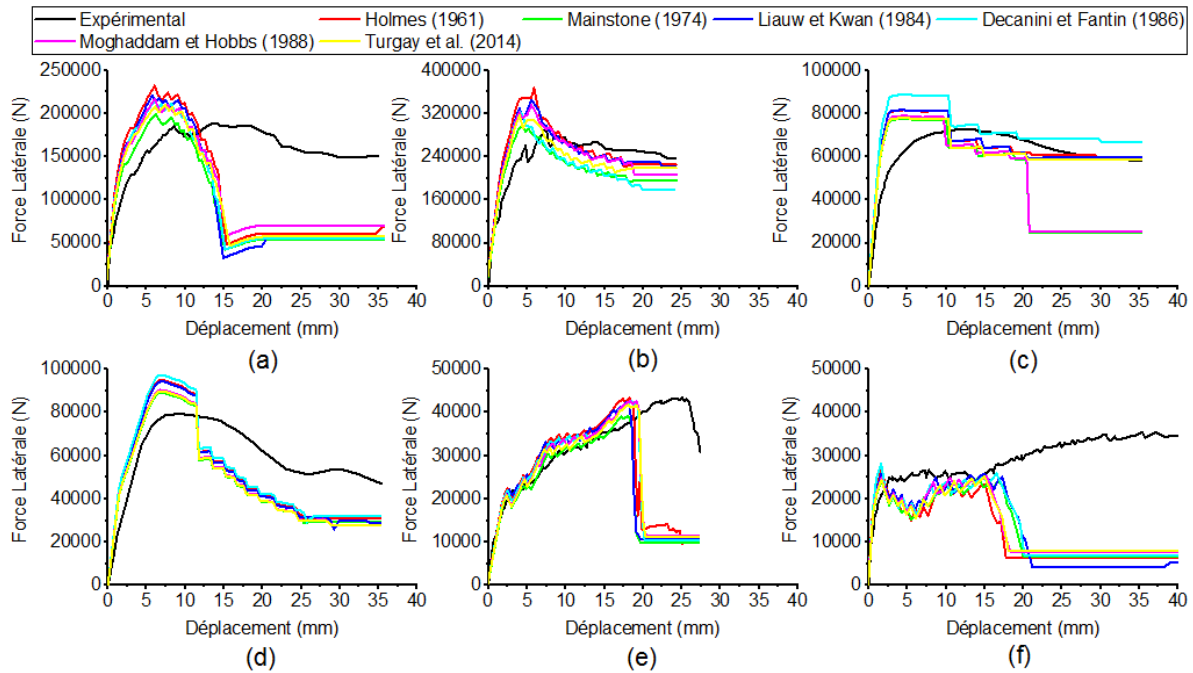 Expérimental Holmes (1961) Mainstone (1974) Liauw et Kwan (1984) Decanini et Fantin (1986)
Moghaddam et Hobbs (1988) Turgay et al. (2014)
Force Latérale (N)
250000
200000
150000
100000
50000
0
0 5 10 15 20 25 30 35 40
Déplacement (mm)
(a)
Force Latérale (N)
400000
320000
240000
160000
80000
0
0 5 10 15 20 25 30 35 40
Déplacement (mm)
(b)
Force Latérale (N)
100000
80000
60000
40000
20000
0
0 5 10 15 20 25 30 35 40
Déplacement (mm)
(c)
Force Latérale (N)
100000
80000
60000
40000
20000
0
0 5 10 15 20 25 30 35 40
Déplacement (mm)
(d)
Force Latérale (N)
50000
40000
30000
20000
10000
0
0 5 10 15 20 25 30 35 40
Déplacement (mm)
(e)
Force Latérale (N)
50000
40000
30000
20000
10000
0
0 5 10 15 20 25 30 35 40
Déplacement (mm)
(f)